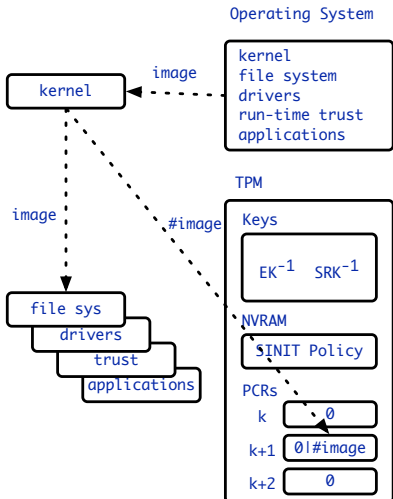 Operating System
kernel
file system
drivers
run-time trust
applications
image
kernel
image
#image
file sys
drivers
trust
applications
TPM
Keys
EK-1 SRK-1
NVRAM
SINIT Policy
PCRs
k 0
k+1 0|#image
k+2 0